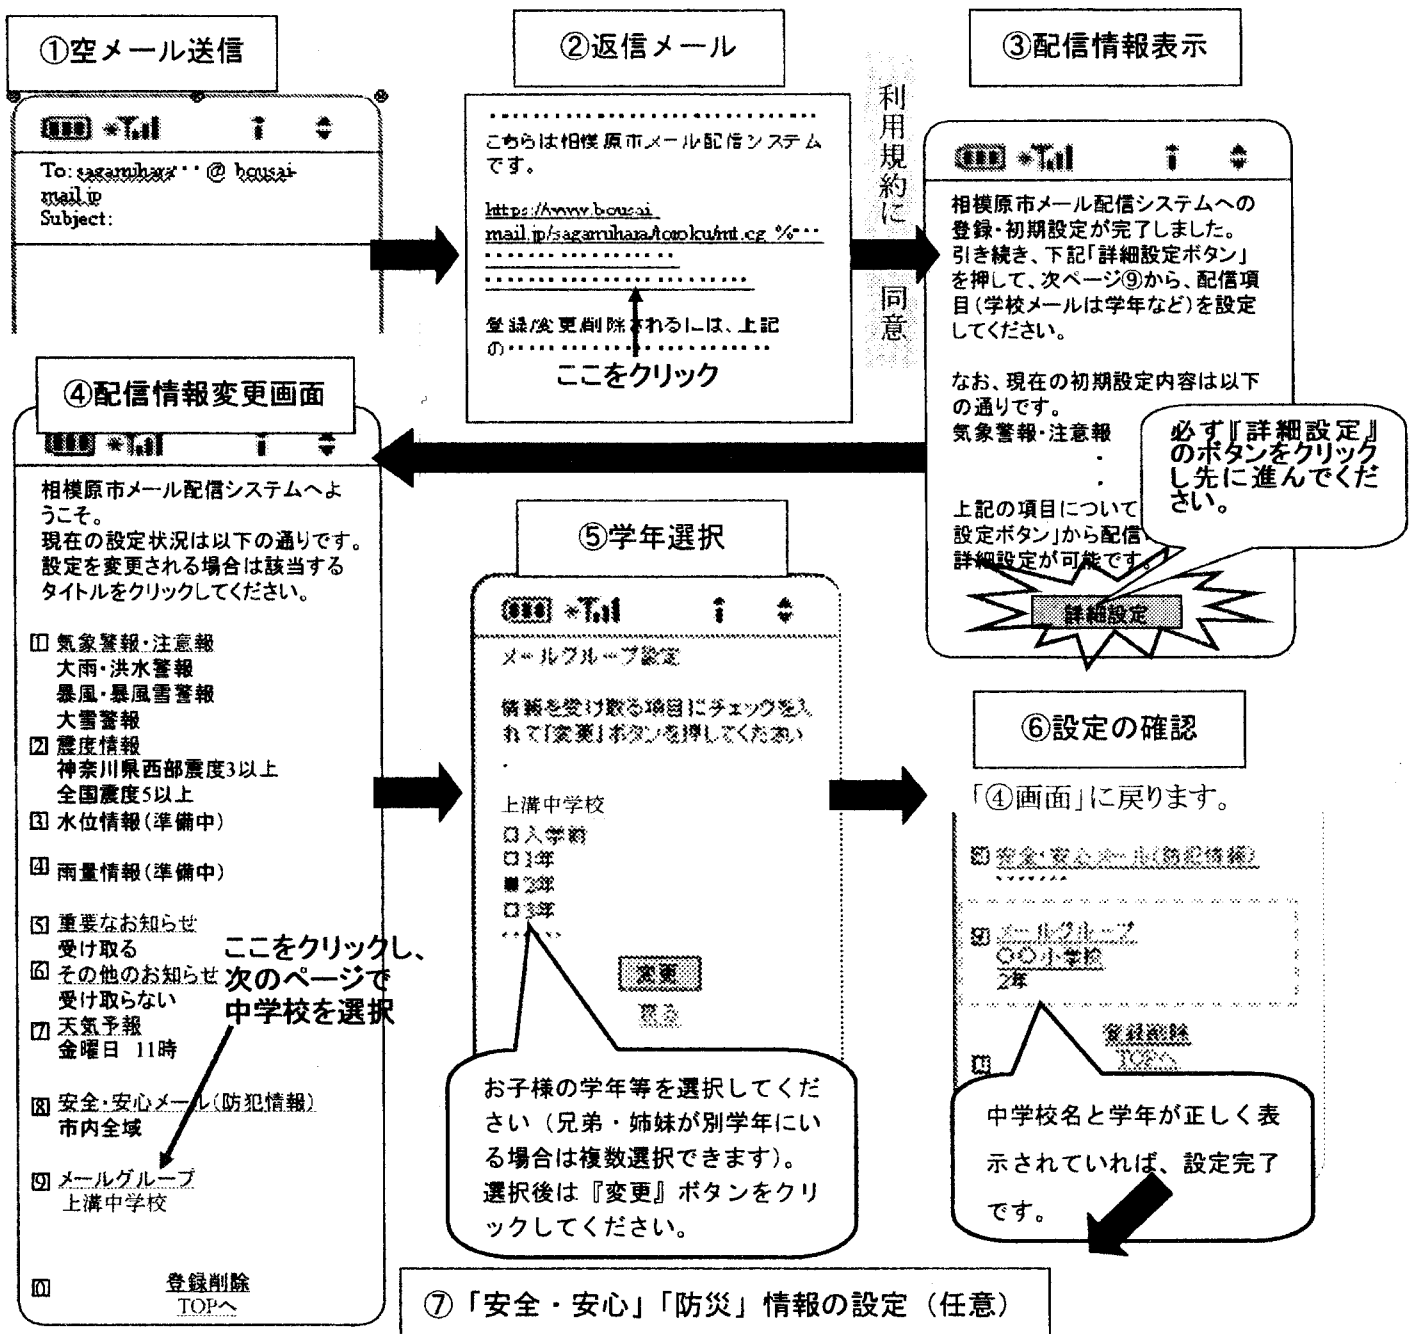 ①空メール送信
To: sagamihara･･･@ bousai-
mail.jp
Subject:
②返信メール
こちらは相模原市メール配信システム
です。
https://www.bousai
mail.jp/sagamihara/toroku/mt.cg %･･･
登録/変更/削除されるには、上記
の
ここをクリック
利用規約に　同意
③配信情報表示
相模原市メール配信システムへの
登録・初期設定が完了しました。
引き続き、下記「詳細設定ボタン」
を押して、次ページ⑨から、配信項
目(学校メールは学年など)を設定
してください。
なお、現在の初期設定内容は以下
の通りです。
気象警報・注意報
上記の項目について
設定ボタン」から配信
詳細設定が可能です。
詳細設定
必ず『詳細設定』
のボタンをクリック
し先に進んでくだ
さい。
④配信情報変更画面
相模原市メール配信システムへよ
うこそ。
現在の設定状況は以下の通りです。
設定を変更される場合は該当する
タイトルをクリックしてください。
1 気象警報・注意報
大雨・洪水警報
暴風・暴風雪警報
大雪警報
2 震度情報
神奈川県西部震度3以上
全国震度5以上
3 水位情報(準備中)
4 雨量情報(準備中)
5 重要なお知らせ
受け取る
6 その他のお知らせ
受け取らない
7 天気予報
金曜日 11時
8 安全・安心メール(防犯情報)
市内全域
9 メールグループ
上溝中学校
0 登録削除
TOPへ
ここをクリックし、
次のページで
中学校を選択
⑤学年選択
メールグループ設定
情報を受け取る項目にチェックを入
れて「変更」ボタンを押してください
.
上溝中学校
□入学前
□1年
■2年
□3年
変更
戻る
お子様の学年等を選択してくだ
さい（兄弟・姉妹が別学年にい
る場合は複数選択できます）。
選択後は『変更』ボタンをクリ
ックしてください。
⑥設定の確認
「④画面」に戻ります。
8 安全・安心メール(防犯情報)
9 メールグループ
○○小学校
2年
登録削除
0 TOPへ
中学校名と学年が正しく表
示されていれば、設定完了
です。
⑦「安全・安心」「防災」情報の設定（任意）